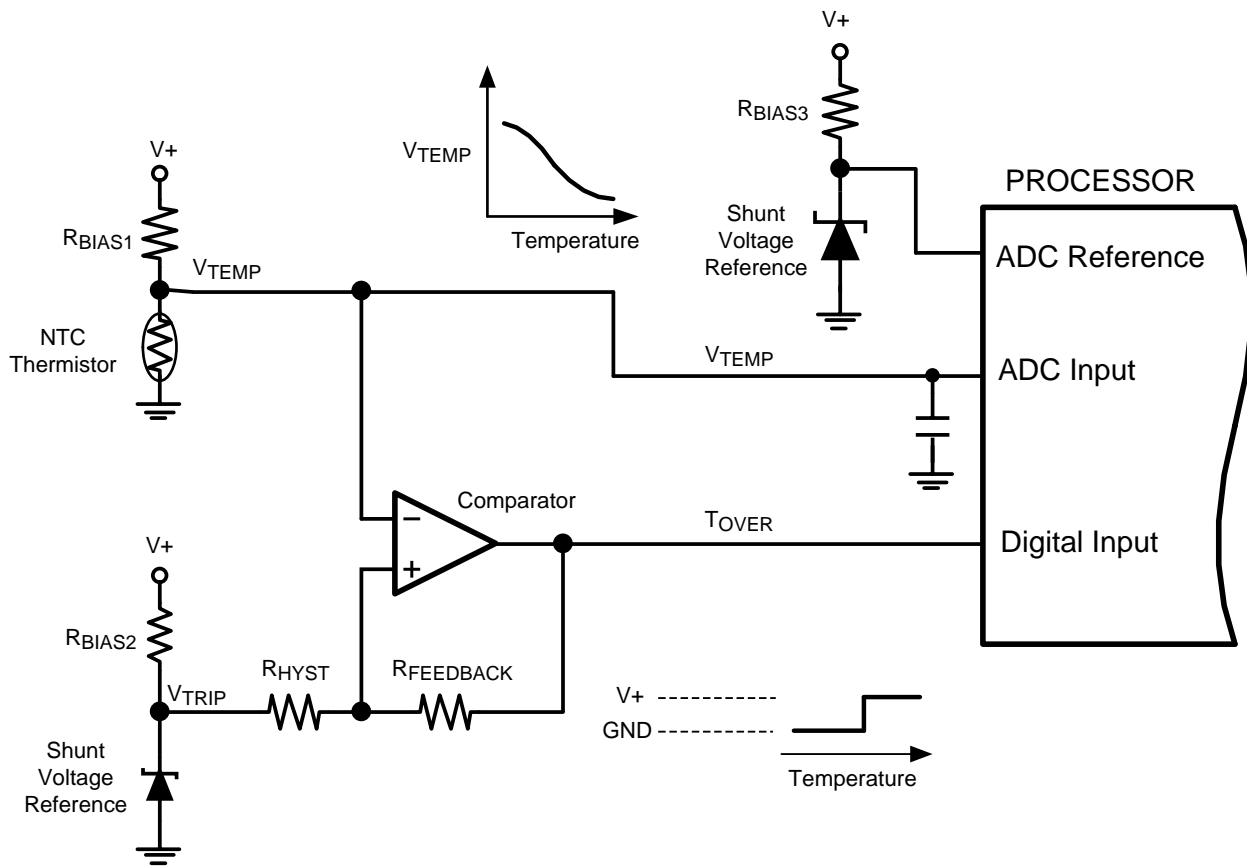 V+
RBIAS3
VTEMP
Temperature
V+
RBIAS1
VTEMP
NTC
Thermistor
Shunt
Voltage
Reference
PROCESSOR
ADC Reference
VTEMP
ADC Input
Comparator
−
+
TOVER
Digital Input
V+
RBIAS2
VTRIP
RHYST
RFEEDBACK
Shunt
Voltage
Reference
V+
GND
Temperature